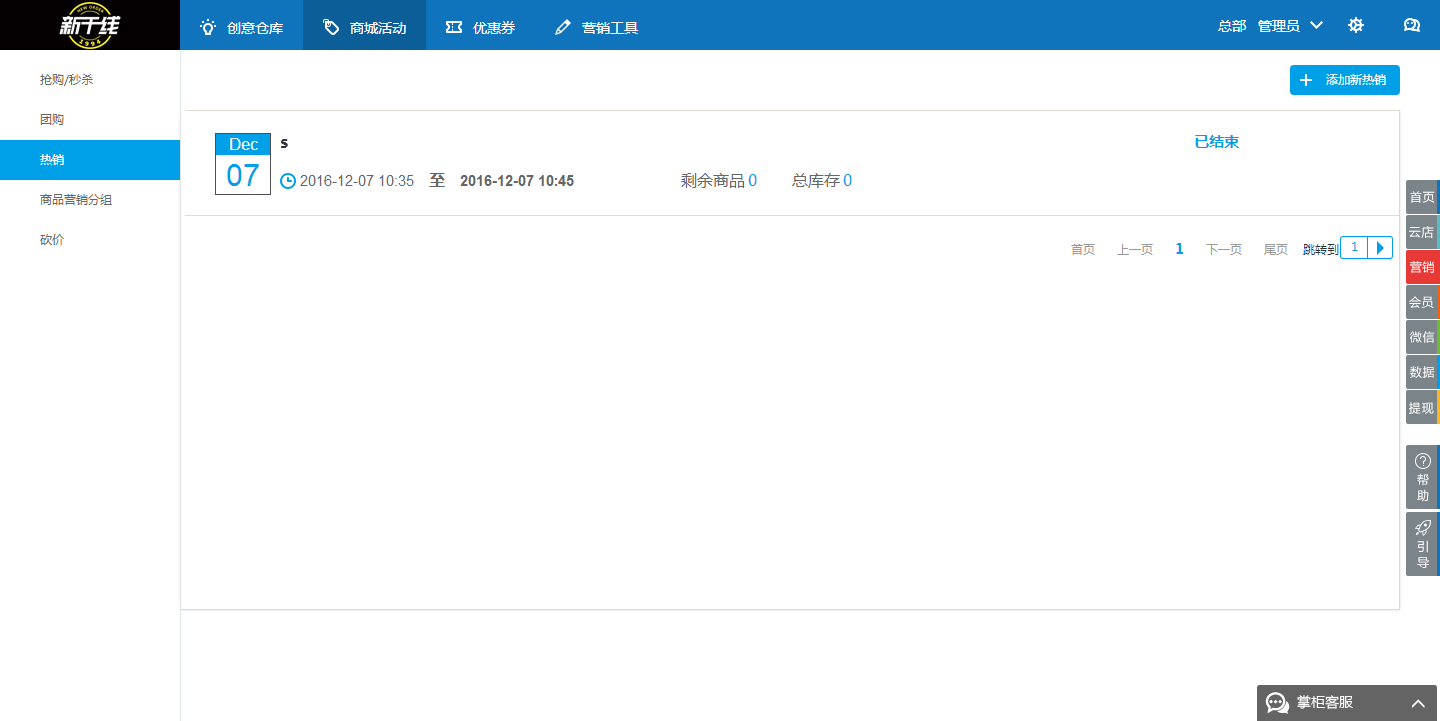 NEW ORDER
新干线
1994
创意仓库
商城活动
优惠券
营销工具
总部 管理员
抢购/秒杀
团购
热销
商品营销分组
砍价
+ 添加新热销
Dec
07
s
已结束
2016-12-07 10:35 至 2016-12-07 10:45
剩余商品 0
总库存 0
首页 上一页 1 下一页 尾页 跳转到 1
首页
云店
营销
会员
微信
数据
提现
帮
助
引
导
掌柜客服